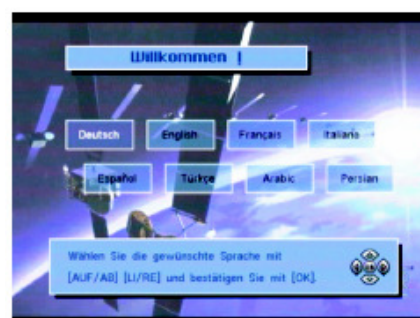 Willkommen !
Deutsch English Français Italiano
Español Türkçe Arabic Persian
Wählen Sie die gewünschte Sprache mit
[AUF/AB] [LI/RE] und bestätigen Sie mit [OK].